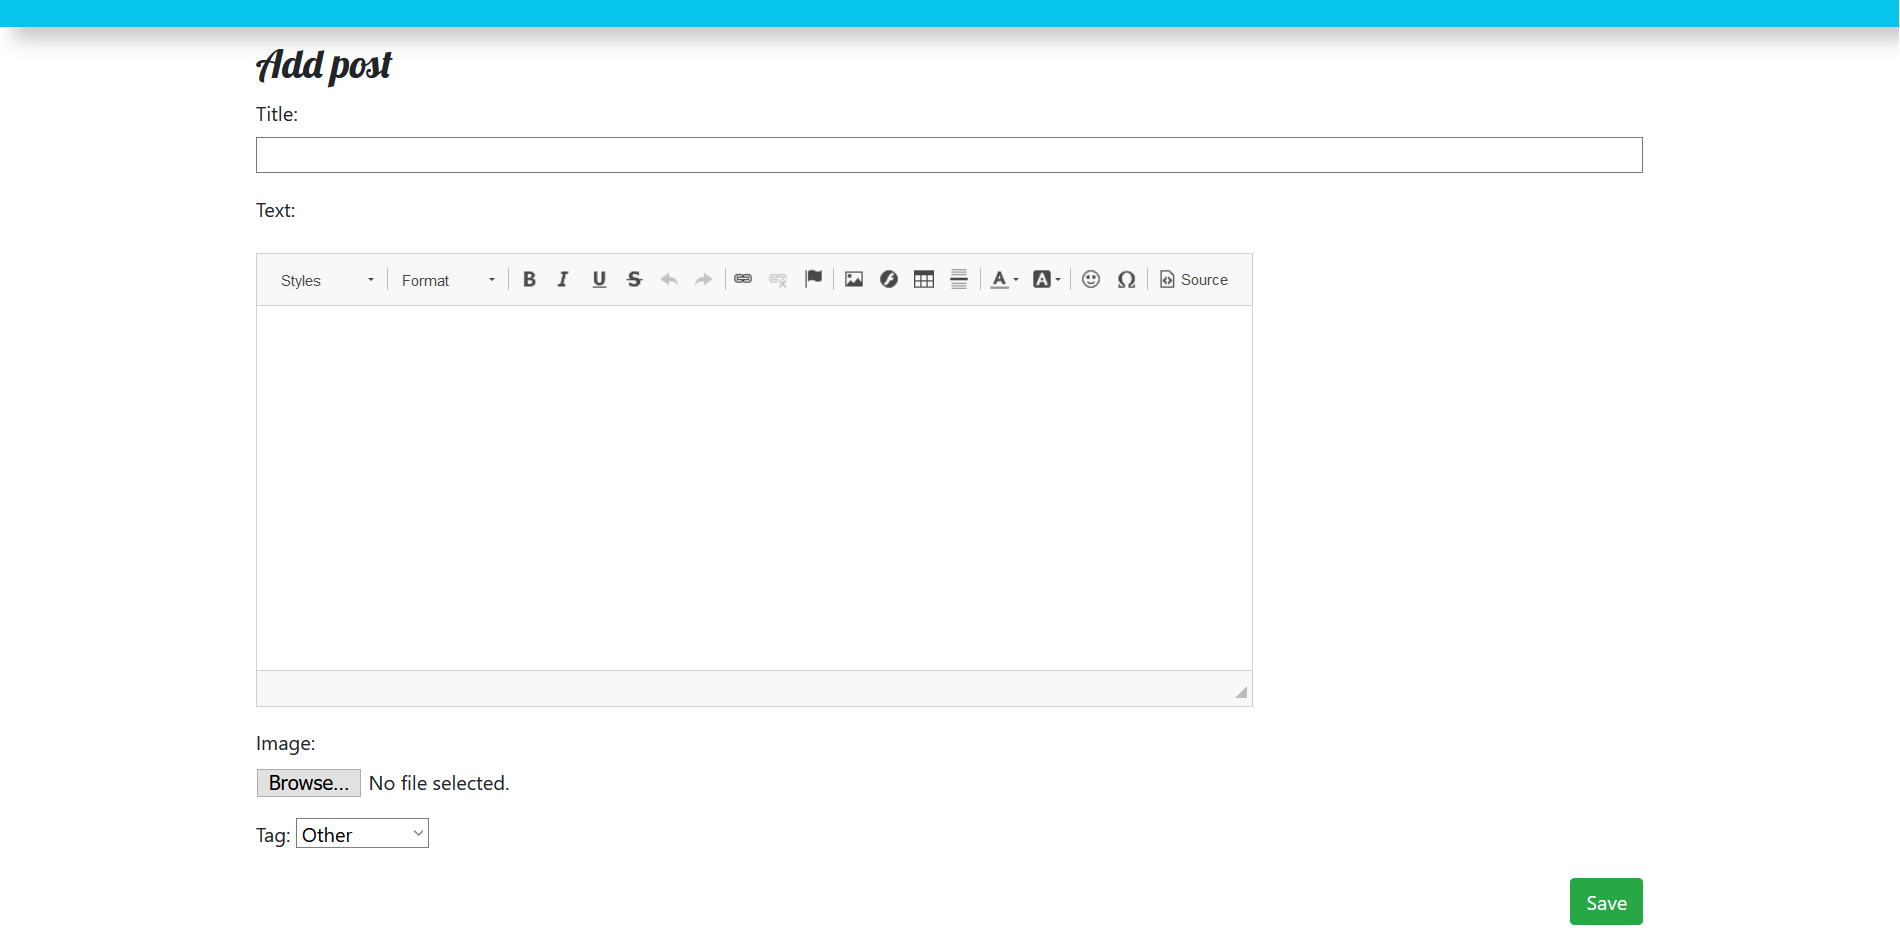 Add post
Title:
Text:
Styles Format B I U S A A Ω Source
Image:
Browse... No file selected.
Tag: Other
Save